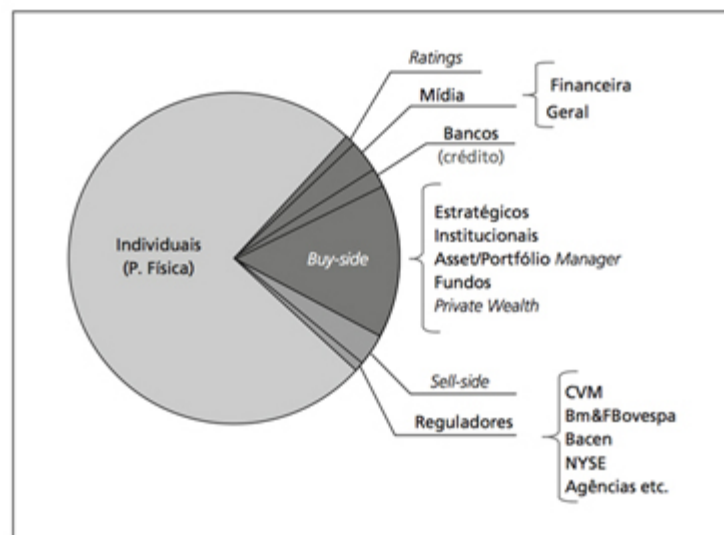 Ratings
Mídia
Financeira
Geral
Bancos
(crédito)
Individuais
(P. Física)
Buy-side
Estratégicos
Institucionais
Asset/Portfólio Manager
Fundos
Private Wealth
Sell-side
Reguladores
CVM
Bm&FBovespa
Bacen
NYSE
Agências etc.